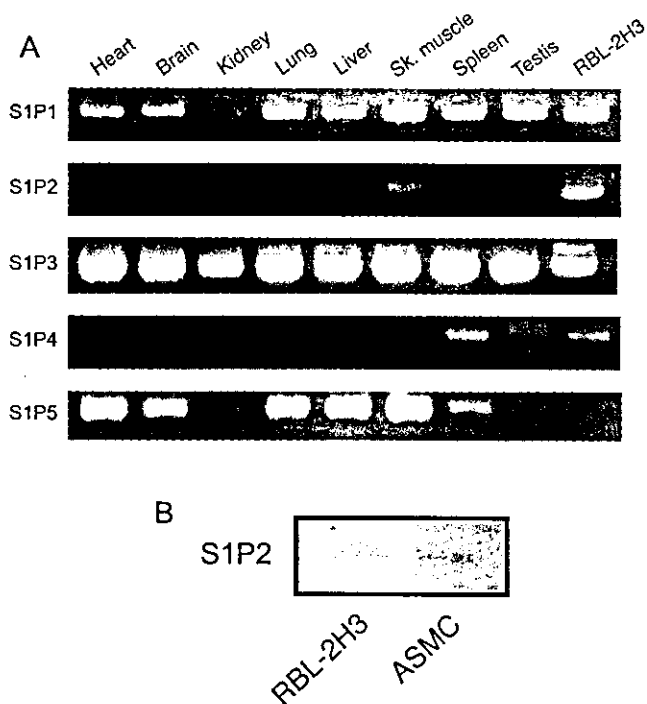 A
Heart Brain Kidney Lung Liver Sk. muscle Spleen Testis RBL-2H3
S1P1
S1P2
S1P3
S1P4
S1P5
B
S1P2
RBL-2H3 ASMC